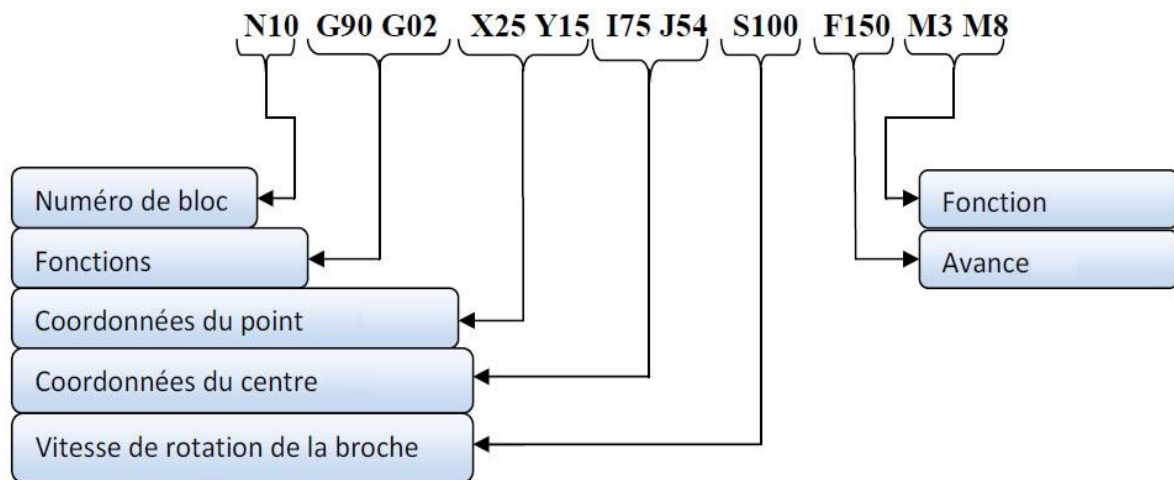 N10 G90 G02 X25 Y15 I75 J54 S100 F150 M3 M8
Numéro de bloc
Fonctions
Coordonnées du point
Coordonnées du centre
Vitesse de rotation de la broche
Fonction
Avance